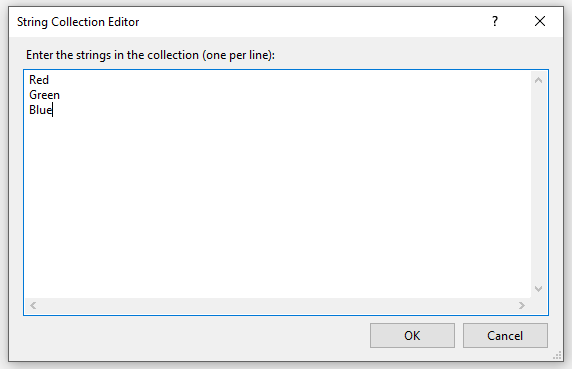 String Collection Editor ?
Enter the strings in the collection (one per line):
Red
Green
Blue
OK Cancel